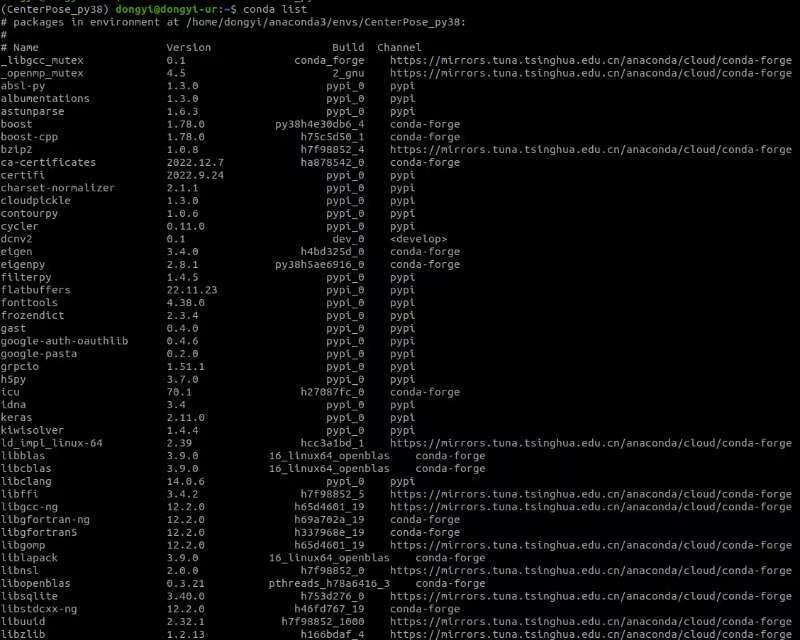 (CenterPose_py38) dongyi@dongyi-ur:~$ conda list
# packages in environment at /home/dongyi/anaconda3/envs/CenterPose_py38:
#
# Name Version Build Channel
_libgcc_mutex 0.1 conda_forge https://mirrors.tuna.tsinghua.edu.cn/anaconda/cloud/conda-forge
_openmp_mutex 4.5 2_gnu https://mirrors.tuna.tsinghua.edu.cn/anaconda/cloud/conda-forge
absl-py 1.3.0 pypi_0 pypi
albumentations 1.3.0 pypi_0 pypi
astunparse 1.6.3 pypi_0 pypi
boost 1.78.0 py38h4e30db6_4 conda-forge
boost-cpp 1.78.0 h75c5d50_1 conda-forge
bzip2 1.0.8 h7f98852_4 https://mirrors.tuna.tsinghua.edu.cn/anaconda/cloud/conda-forge
ca-certificates 2022.12.7 ha878542_0 conda-forge
certifi 2022.9.24 pypi_0 pypi
charset-normalizer 2.1.1 pypi_0 pypi
cloudpickle 1.3.0 pypi_0 pypi
contourpy 1.0.6 pypi_0 pypi
cycler 0.11.0 pypi_0 pypi
dcnv2 0.1 dev_0 <develop>
eigen 3.4.0 h4bd325d_0 conda-forge
eigenpy 2.8.1 py38h5ae6916_0 conda-forge
filterpy 1.4.5 pypi_0 pypi
flatbuffers 22.11.23 pypi_0 pypi
fonttools 4.38.0 pypi_0 pypi
frozendict 2.3.4 pypi_0 pypi
gast 0.4.0 pypi_0 pypi
google-auth-oauthlib 0.4.6 pypi_0 pypi
google-pasta 0.2.0 pypi_0 pypi
grpcio 1.51.1 pypi_0 pypi
h5py 3.7.0 pypi_0 pypi
icu 70.1 h27087fc_0 conda-forge
idna 3.4 pypi_0 pypi
keras 2.11.0 pypi_0 pypi
kiwisolver 1.4.4 pypi_0 pypi
ld_impl_linux-64 2.39 hcc3a1bd_1 https://mirrors.tuna.tsinghua.edu.cn/anaconda/cloud/conda-forge
libblas 3.9.0 16_linux64_openblas conda-forge
libcblas 3.9.0 16_linux64_openblas conda-forge
libclang 14.0.6 pypi_0 pypi
libffi 3.4.2 h7f98852_5 https://mirrors.tuna.tsinghua.edu.cn/anaconda/cloud/conda-forge
libgcc-ng 12.2.0 h65d4601_19 https://mirrors.tuna.tsinghua.edu.cn/anaconda/cloud/conda-forge
libgfortran-ng 12.2.0 h69a702a_19 conda-forge
libgfortran5 12.2.0 h337968e_19 conda-forge
libgomp 12.2.0 h65d4601_19 https://mirrors.tuna.tsinghua.edu.cn/anaconda/cloud/conda-forge
liblapack 3.9.0 16_linux64_openblas conda-forge
libnsl 2.0.0 h7f98852_0 https://mirrors.tuna.tsinghua.edu.cn/anaconda/cloud/conda-forge
libopenblas 0.3.21 pthreads_h78a6416_3 conda-forge
libsqlite 3.40.0 h753d276_0 https://mirrors.tuna.tsinghua.edu.cn/anaconda/cloud/conda-forge
libstdcxx-ng 12.2.0 h46fd767_19 conda-forge
libuuid 2.32.1 h7f98852_1000 https://mirrors.tuna.tsinghua.edu.cn/anaconda/cloud/conda-forge
libzlib 1.2.13 h166bdaf_4 https://mirrors.tuna.tsinghua.edu.cn/anaconda/cloud/conda-forge